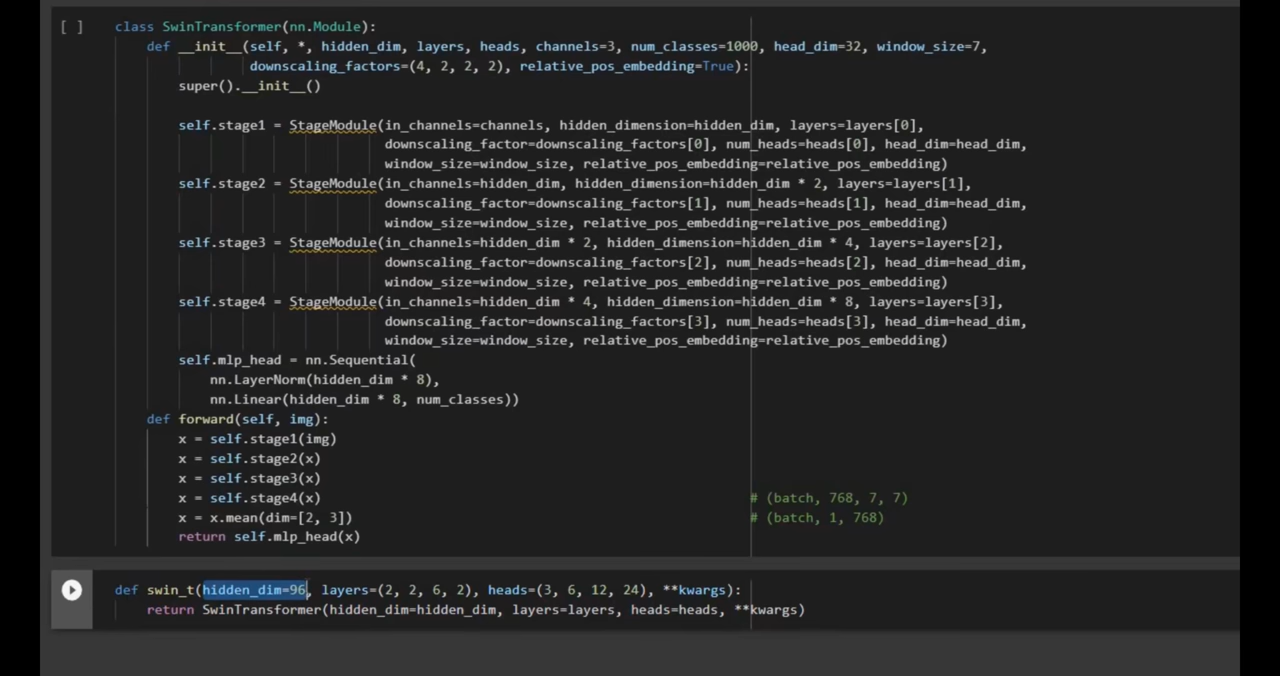 [ ] class SwinTransformer(nn.Module):
def __init__(self, *, hidden_dim, layers, heads, channels=3, num_classes=1000, head_dim=32, window_size=7,
downscaling_factors=(4, 2, 2, 2), relative_pos_embedding=True):
super().__init__()
self.stage1 = StageModule(in_channels=channels, hidden_dimension=hidden_dim, layers=layers[0],
downscaling_factor=downscaling_factors[0], num_heads=heads[0], head_dim=head_dim,
window_size=window_size, relative_pos_embedding=relative_pos_embedding)
self.stage2 = StageModule(in_channels=hidden_dim, hidden_dimension=hidden_dim * 2, layers=layers[1],
downscaling_factor=downscaling_factors[1], num_heads=heads[1], head_dim=head_dim,
window_size=window_size, relative_pos_embedding=relative_pos_embedding)
self.stage3 = StageModule(in_channels=hidden_dim * 2, hidden_dimension=hidden_dim * 4, layers=layers[2],
downscaling_factor=downscaling_factors[2], num_heads=heads[2], head_dim=head_dim,
window_size=window_size, relative_pos_embedding=relative_pos_embedding)
self.stage4 = StageModule(in_channels=hidden_dim * 4, hidden_dimension=hidden_dim * 8, layers=layers[3],
downscaling_factor=downscaling_factors[3], num_heads=heads[3], head_dim=head_dim,
window_size=window_size, relative_pos_embedding=relative_pos_embedding)
self.mlp_head = nn.Sequential(
nn.LayerNorm(hidden_dim * 8),
nn.Linear(hidden_dim * 8, num_classes))
def forward(self, img):
x = self.stage1(img)
x = self.stage2(x)
x = self.stage3(x)
x = self.stage4(x) # (batch, 768, 7, 7)
x = x.mean(dim=[2, 3]) # (batch, 1, 768)
return self.mlp_head(x)
def swin_t(hidden_dim=96, layers=(2, 2, 6, 2), heads=(3, 6, 12, 24), **kwargs):
return SwinTransformer(hidden_dim=hidden_dim, layers=layers, heads=heads, **kwargs)